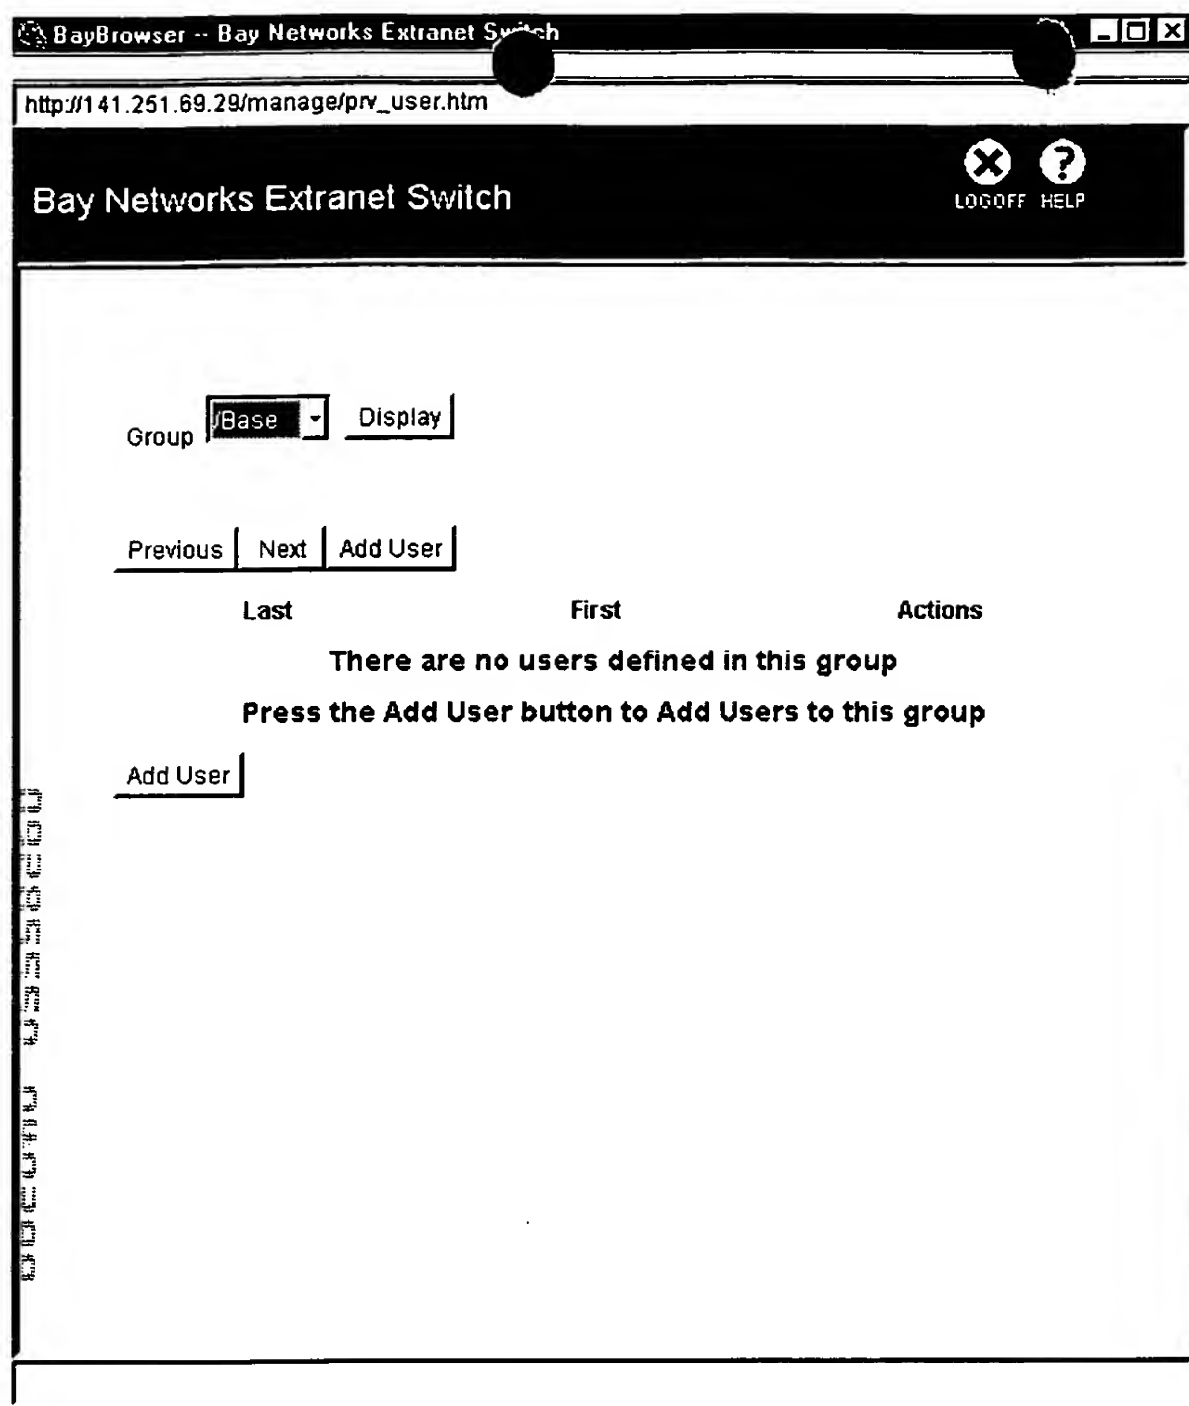 BayBrowser -- Bay Networks Extranet Switch
http://141.251.69.29/manage/prv_user.htm
Bay Networks Extranet Switch
LOGOFF HELP
Group /Base Display
Previous Next Add User
Last First Actions
There are no users defined in this group
Press the Add User button to Add Users to this group
Add User